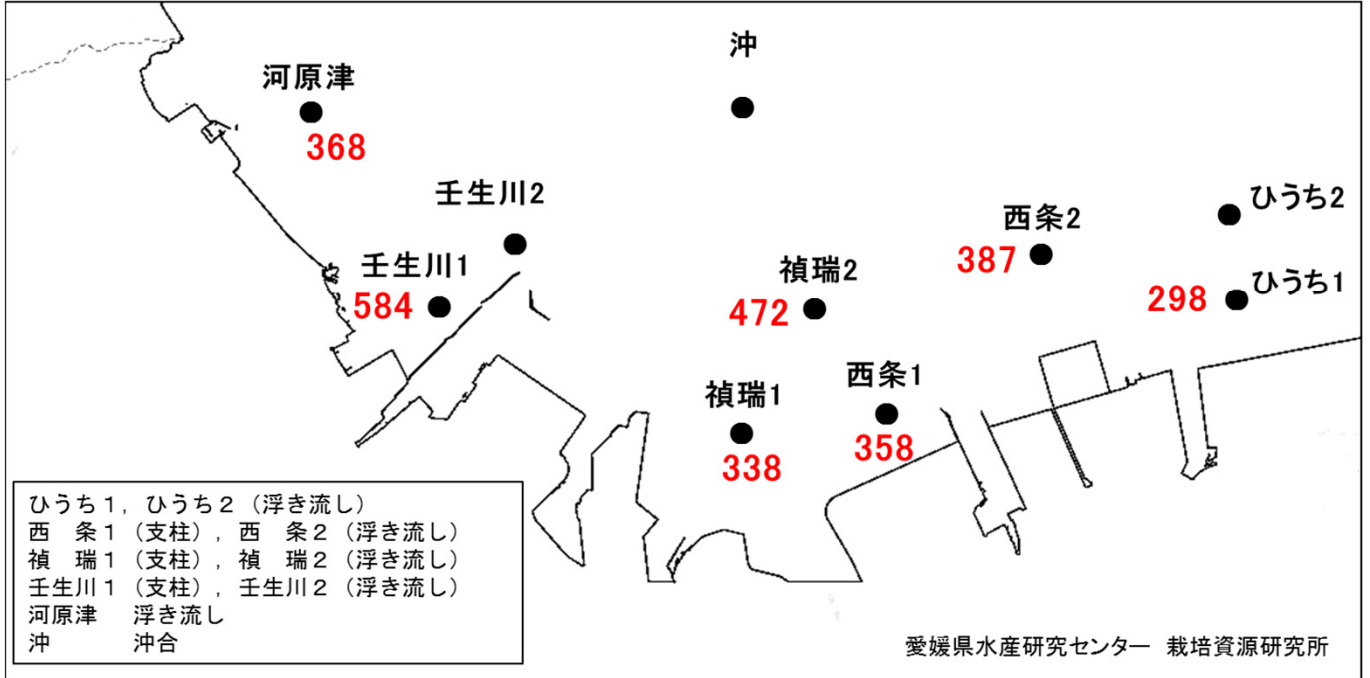 沖
河原津
368
壬生川2
ひうち2
西条2
387
壬生川1
584
禎瑞2
472
ひうち1
298
西条1
358
禎瑞1
338
ひうち1,ひうち2(浮き流し)
西 条1(支柱),西 条2(浮き流し)
禎 瑞1(支柱),禎 瑞2(浮き流し)
壬生川1(支柱),壬生川2(浮き流し)
河原津 浮き流し
沖 沖合
愛媛県水産研究センター 栽培資源研究所